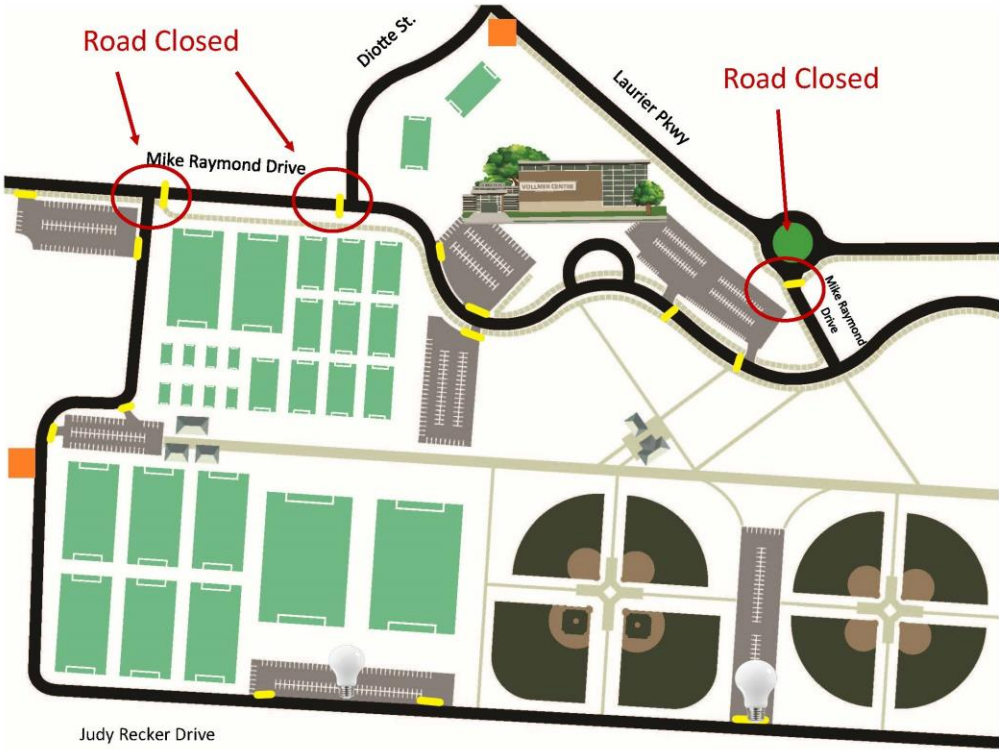 Road Closed
Diotte St.
Laurier Pkwy
Road Closed
Mike Raymond Drive
VOLLMER CENTRE
Mike Raymond
Drive
Judy Recker Drive